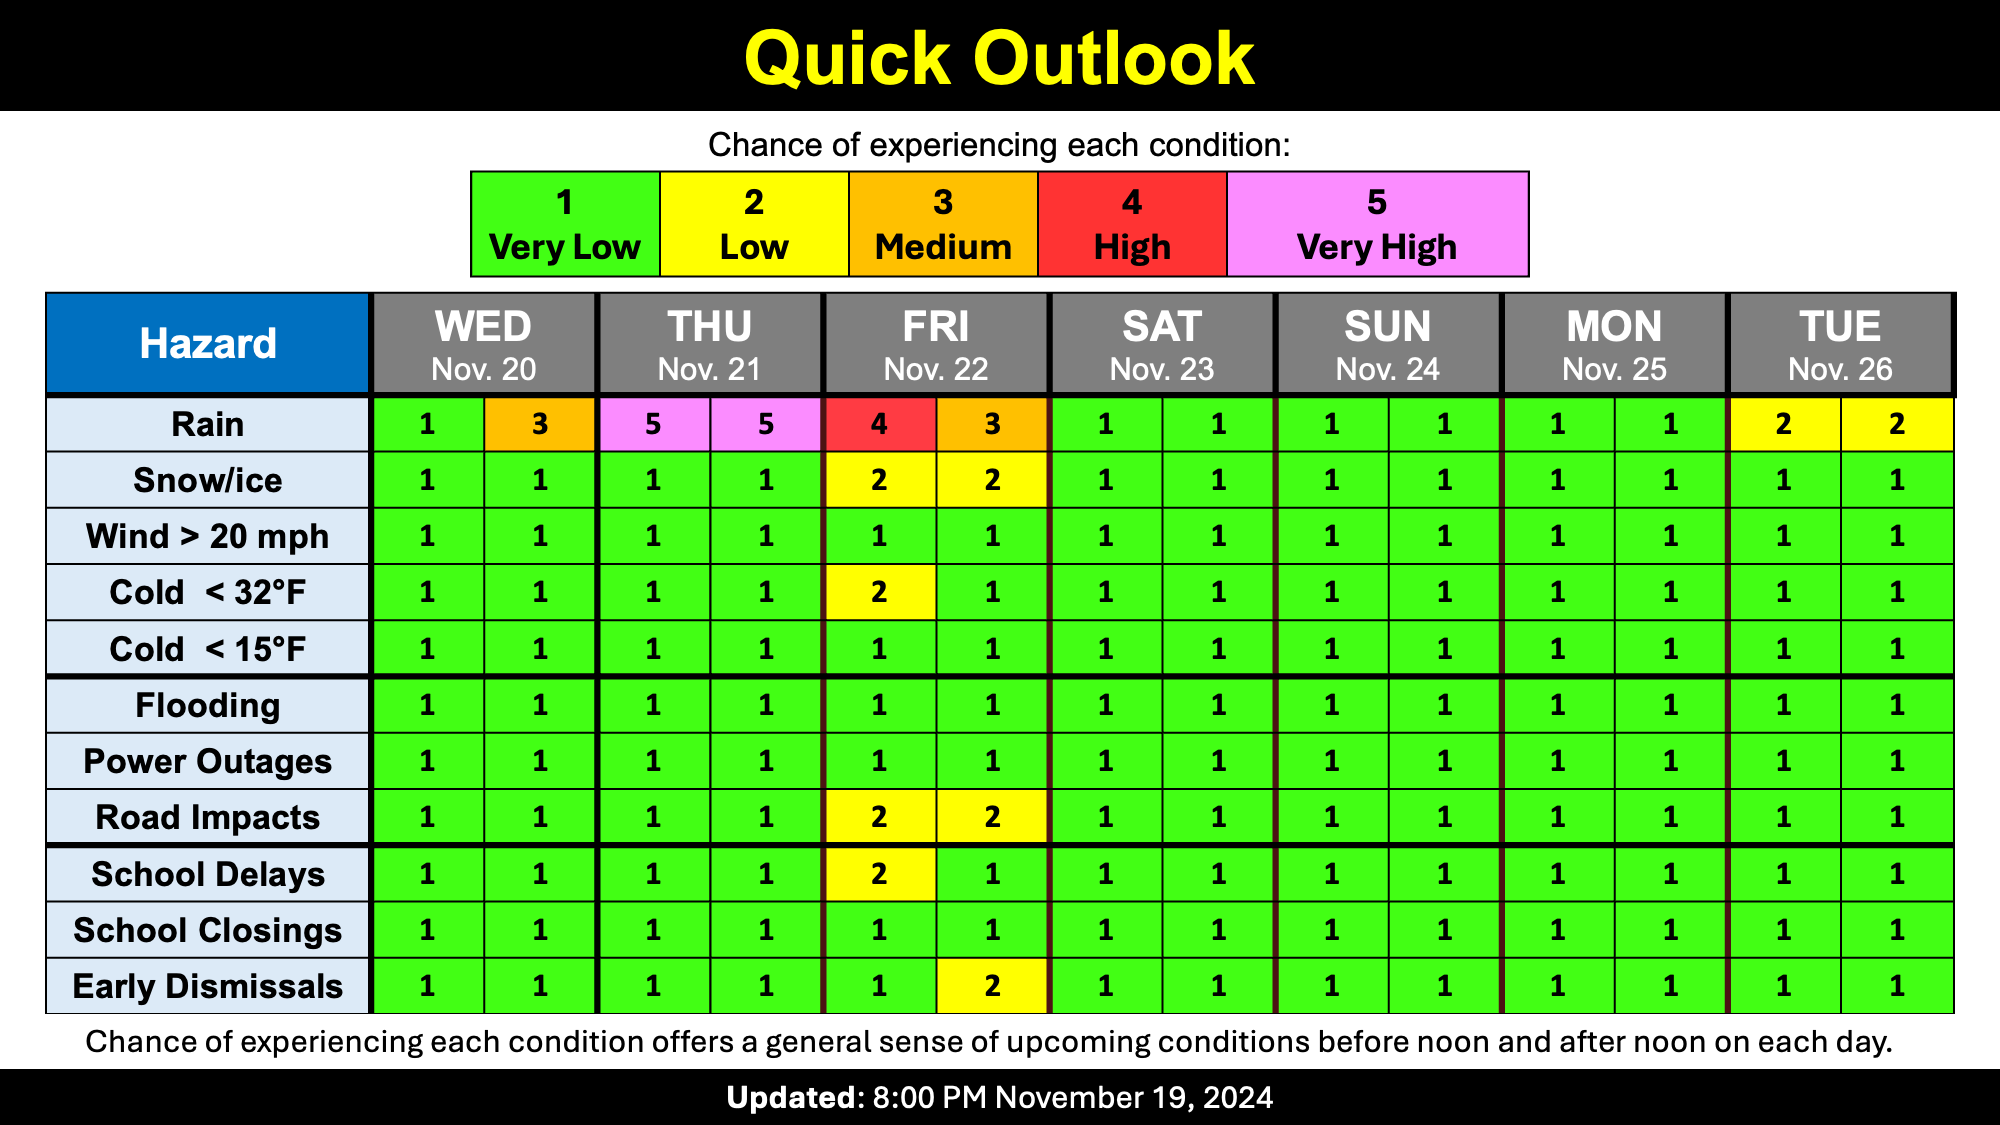 Quick Outlook
Chance of experiencing each condition:
1 2 3 4 5
Very Low Low Medium High Very High
Hazard WED THU FRI SAT SUN MON TUE
Nov. 20 Nov. 21 Nov. 22 Nov. 23 Nov. 24 Nov. 25 Nov. 26
Rain 1 3 5 5 4 3 1 1 1 1 1 1 2 2
Snow/ice 1 1 1 1 2 2 1 1 1 1 1 1 1 1
Wind > 20 mph 1 1 1 1 1 1 1 1 1 1 1 1 1 1
Cold < 32°F 1 1 1 1 2 1 1 1 1 1 1 1 1 1
Cold < 15°F 1 1 1 1 1 1 1 1 1 1 1 1 1 1
Flooding 1 1 1 1 1 1 1 1 1 1 1 1 1 1
Power Outages 1 1 1 1 1 1 1 1 1 1 1 1 1 1
Road Impacts 1 1 1 1 2 2 1 1 1 1 1 1 1 1
School Delays 1 1 1 1 2 1 1 1 1 1 1 1 1 1
School Closings 1 1 1 1 1 1 1 1 1 1 1 1 1 1
Early Dismissals 1 1 1 1 1 2 1 1 1 1 1 1 1 1
Chance of experiencing each condition offers a general sense of upcoming conditions before noon and after noon on each day.
Updated: 8:00 PM November 19, 2024